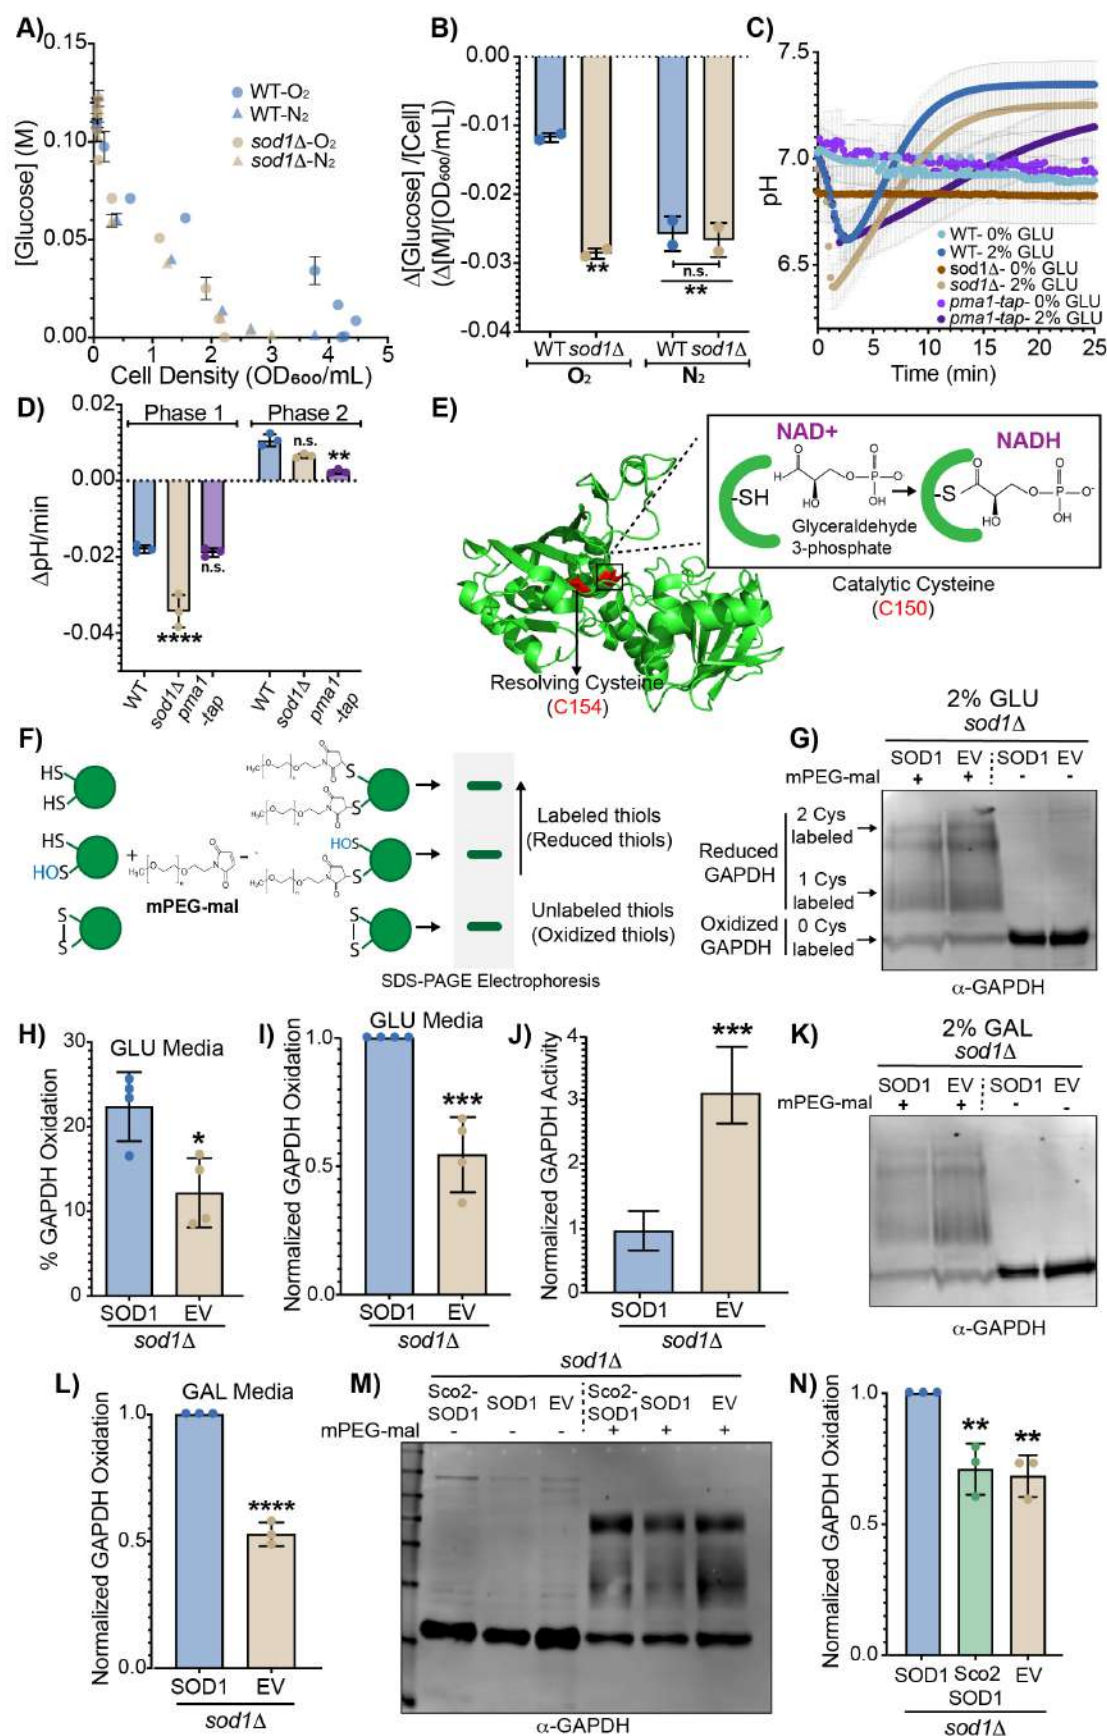 A)
0.15
0.10
0.05
0.00
[Glucose] (M)
0 1 2 3 4 5
Cell Density (OD600/mL)
WT-O2
WT-N2
sod1Δ-O2
sod1Δ-N2
B)
0.00
-0.01
-0.02
-0.03
-0.04
Δ[Glucose] /[Cell]
(Δ[M]/[OD600/mL])
**
n.s.
**
WT sod1Δ WT sod1Δ
O2 N2
C)
7.5
7.0
6.5
pH
0 5 10 15 20 25
Time (min)
WT- 0% GLU
WT- 2% GLU
sod1Δ- 0% GLU
sod1Δ- 2% GLU
pma1-tap- 0% GLU
pma1-tap- 2% GLU
D)
0.02
0.00
-0.02
-0.04
ΔpH/min
Phase 1 Phase 2
n.s.
**
n.s.
****
WT sod1Δ pma1 -tap WT sod1Δ pma1 -tap
E)
NAD+
NADH
-SH
H
O
HO
O
O
P
O-
OH
S
O
HO
O
O
P
O-
OH
Glyceraldehyde
3-phosphate
Catalytic Cysteine
(C150)
Resolving Cysteine
(C154)
F)
HS
HS
HS
HOS
S
S
+
mPEG-mal
S
S
HOS
S
S
S
Labeled thiols
(Reduced thiols)
Unlabeled thiols
(Oxidized thiols)
SDS-PAGE Electrophoresis
G)
2% GLU
sod1Δ
SOD1 EV SOD1 EV
mPEG-mal + + - -
Reduced
GAPDH
2 Cys
labeled
1 Cys
labeled
Oxidized
GAPDH
0 Cys
labeled
α-GAPDH
H)
GLU Media
30
20
10
0
% GAPDH Oxidation
*
SOD1 EV
sod1Δ
I)
GLU Media
1.0
0.5
0.0
Normalized GAPDH Oxidation
***
SOD1 EV
sod1Δ
J)
4
3
2
1
0
Normalized GAPDH Activity
***
SOD1 EV
sod1Δ
K)
2% GAL
sod1Δ
SOD1 EV SOD1 EV
mPEG-mal + + - -
α-GAPDH
L)
GAL Media
1.0
0.5
0.0
Normalized GAPDH Oxidation
****
SOD1 EV
sod1Δ
M)
sod1Δ
Sco2-
SOD1 SOD1 EV Sco2-
SOD1 SOD1 EV
mPEG-mal - - - + + +
α-GAPDH
N)
1.0
0.5
0.0
Normalized GAPDH Oxidation
**
**
SOD1 Sco2 EV
SOD1
sod1Δ